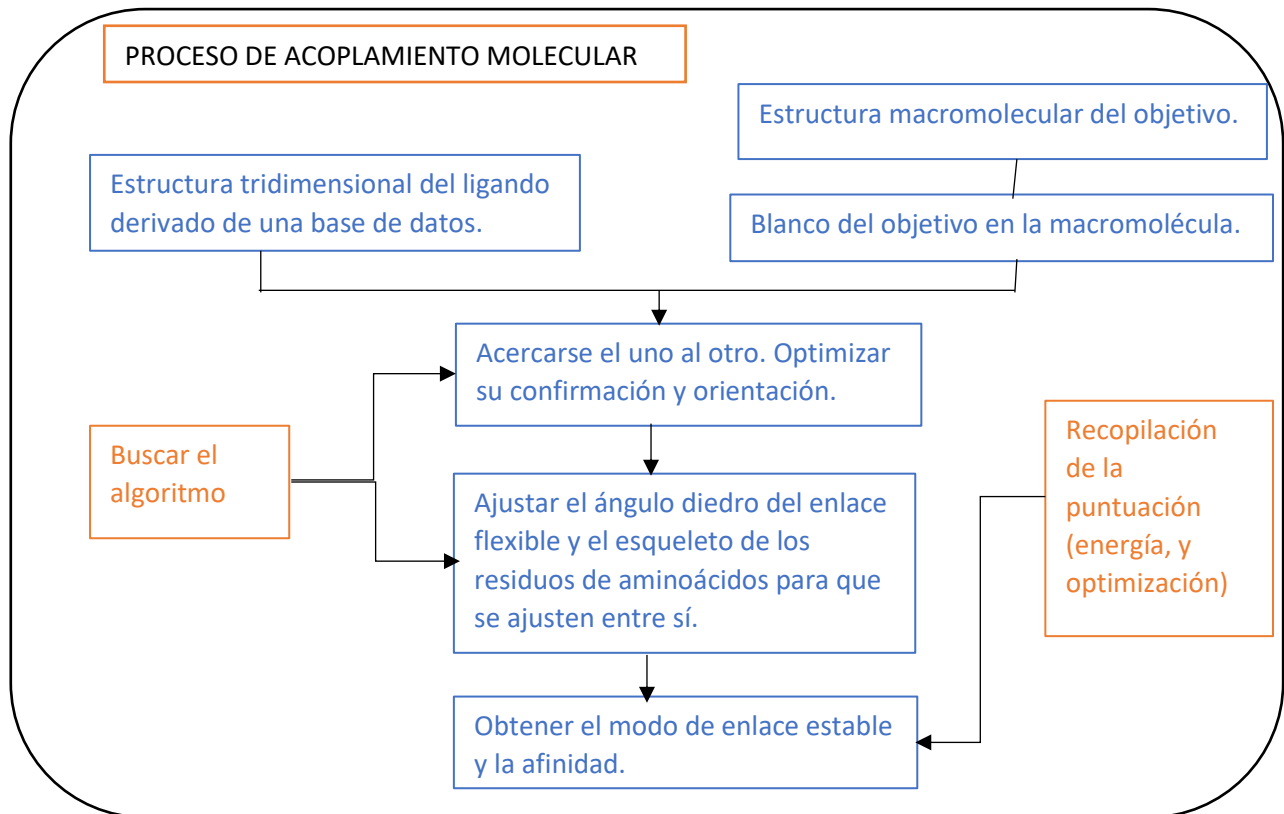 PROCESO DE ACOPLAMIENTO MOLECULAR
Estructura macromolecular del objetivo.
Estructura tridimensional del ligando
derivado de una base de datos.
Blanco del objetivo en la macromolécula.
Acercarse el uno al otro. Optimizar
su confirmación y orientación.
Buscar el
algoritmo
Ajustar el ángulo diedro del enlace
flexible y el esqueleto de los
residuos de aminoácidos para que
se ajusten entre sí.
Recopilación
de la
puntuación
(energía, y
optimización)
Obtener el modo de enlace estable
y la afinidad.